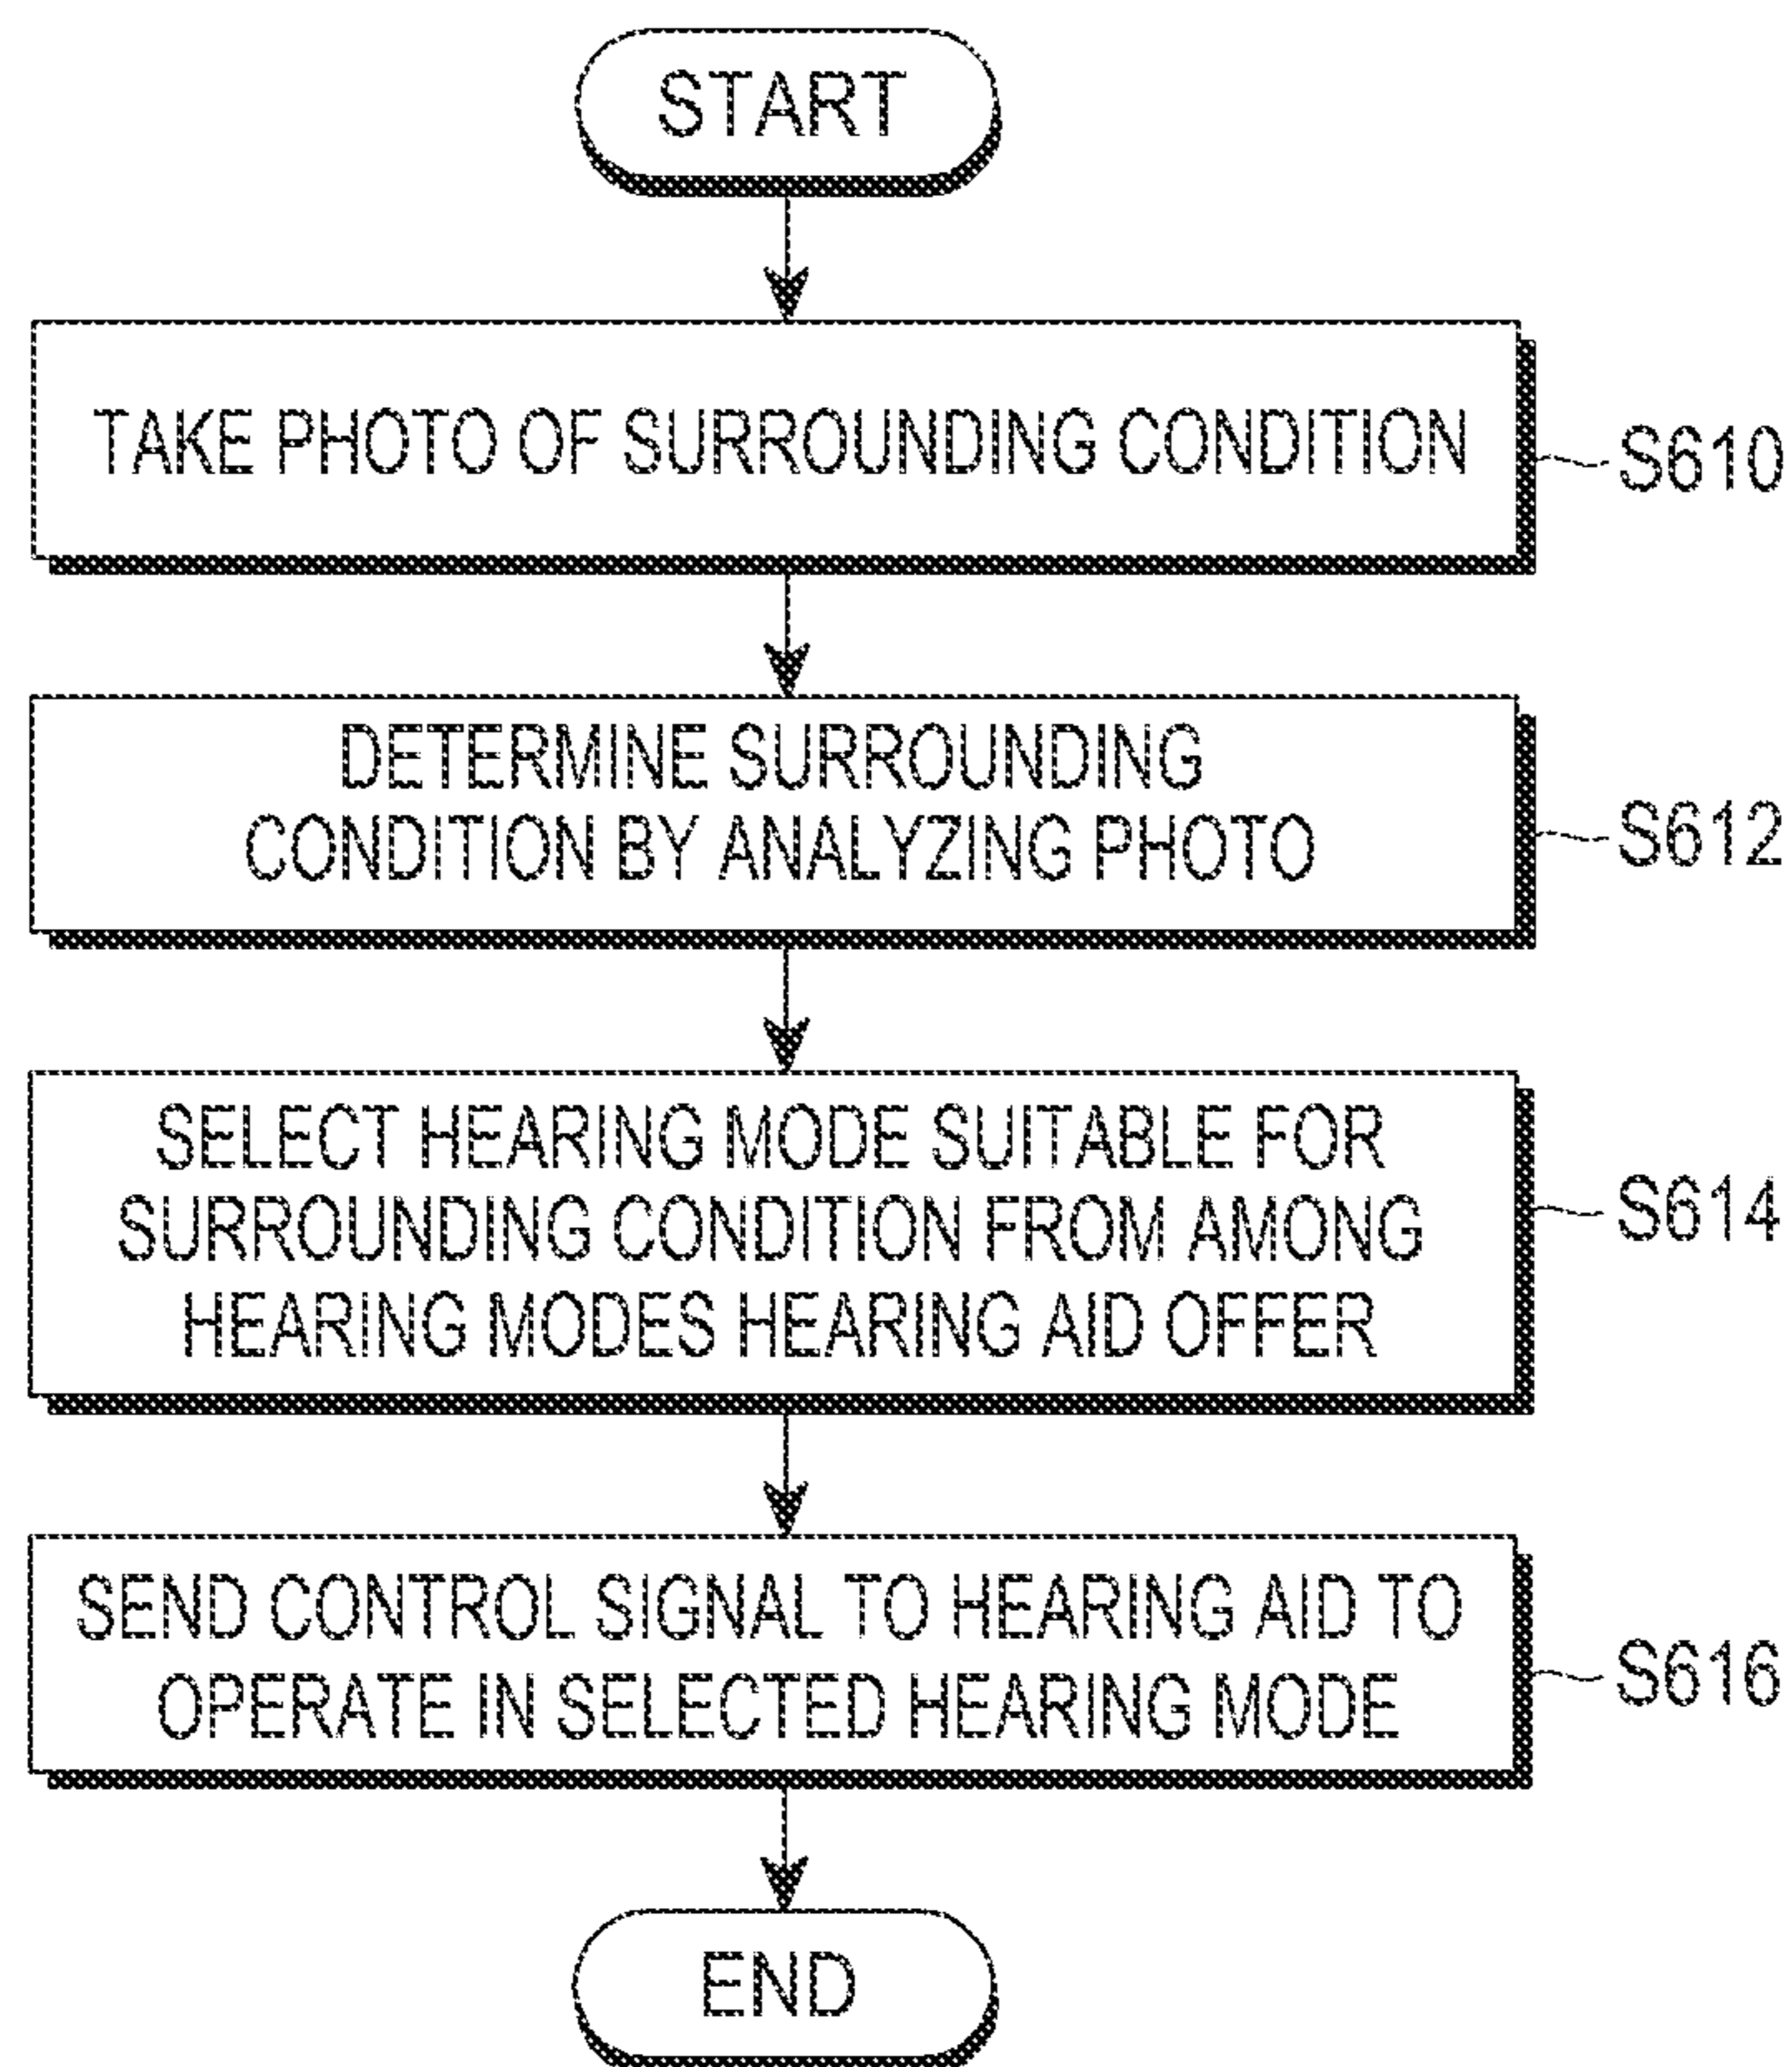 START
TAKE PHOTO OF SURROUNDING CONDITION
S610
DETERMINE SURROUNDING
CONDITION BY ANALYZING PHOTO
S612
SELECT HEARING MODE SUITABLE FOR
SURROUNDING CONDITION FROM AMONG
HEARING MODES HEARING AID OFFER
S614
SEND CONTROL SIGNAL TO HEARING AID TO
OPERATE IN SELECTED HEARING MODE
S616
END